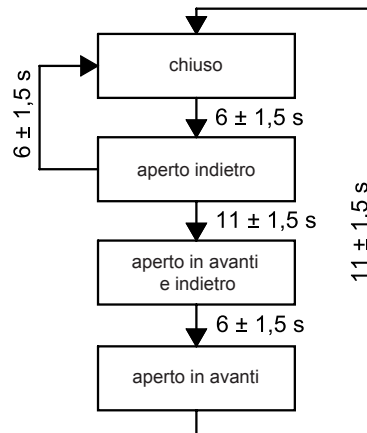 chiuso
6 ± 1,5 s
6 ± 1,5 s
aperto indietro
11 ± 1,5 s
11 ± 1,5 s
aperto in avanti
e indietro
6 ± 1,5 s
aperto in avanti